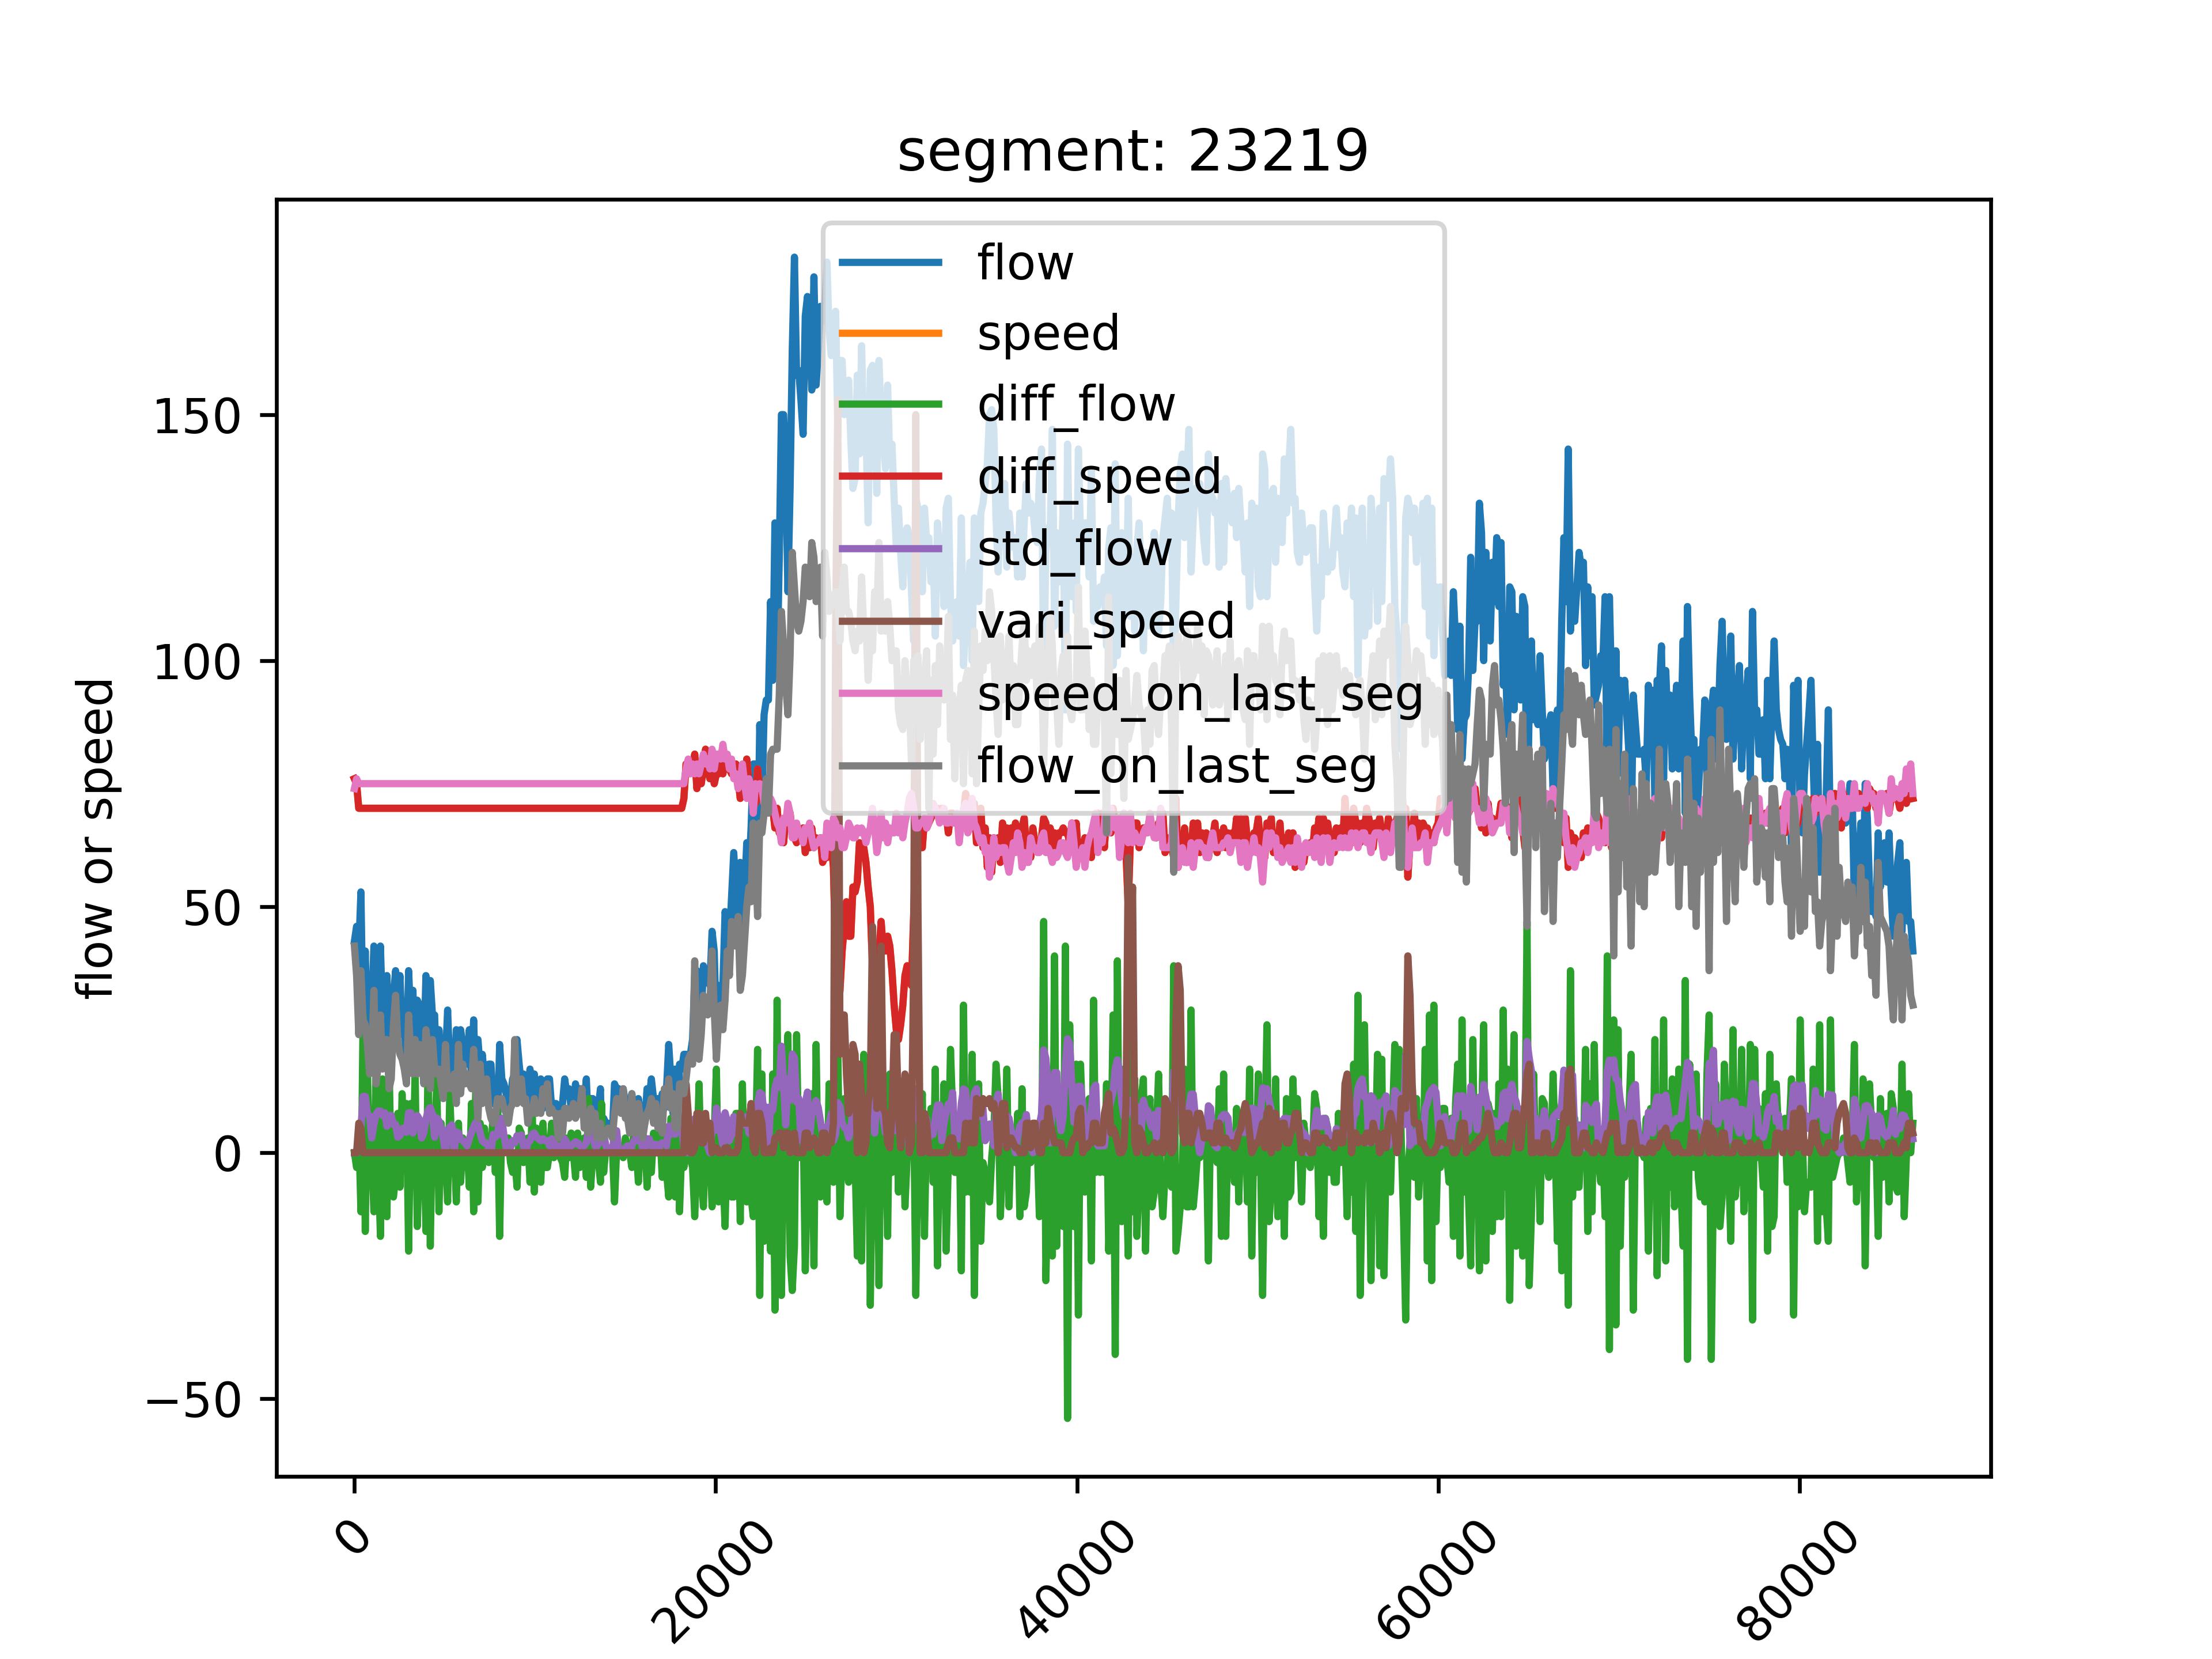 segment: 23219
flow
speed
diff_flow
diff_speed
std_flow
vari_speed
speed_on_last_seg
flow_on_last_seg
flow or speed
150
100
50
0
−50
0
20000
40000
60000
80000